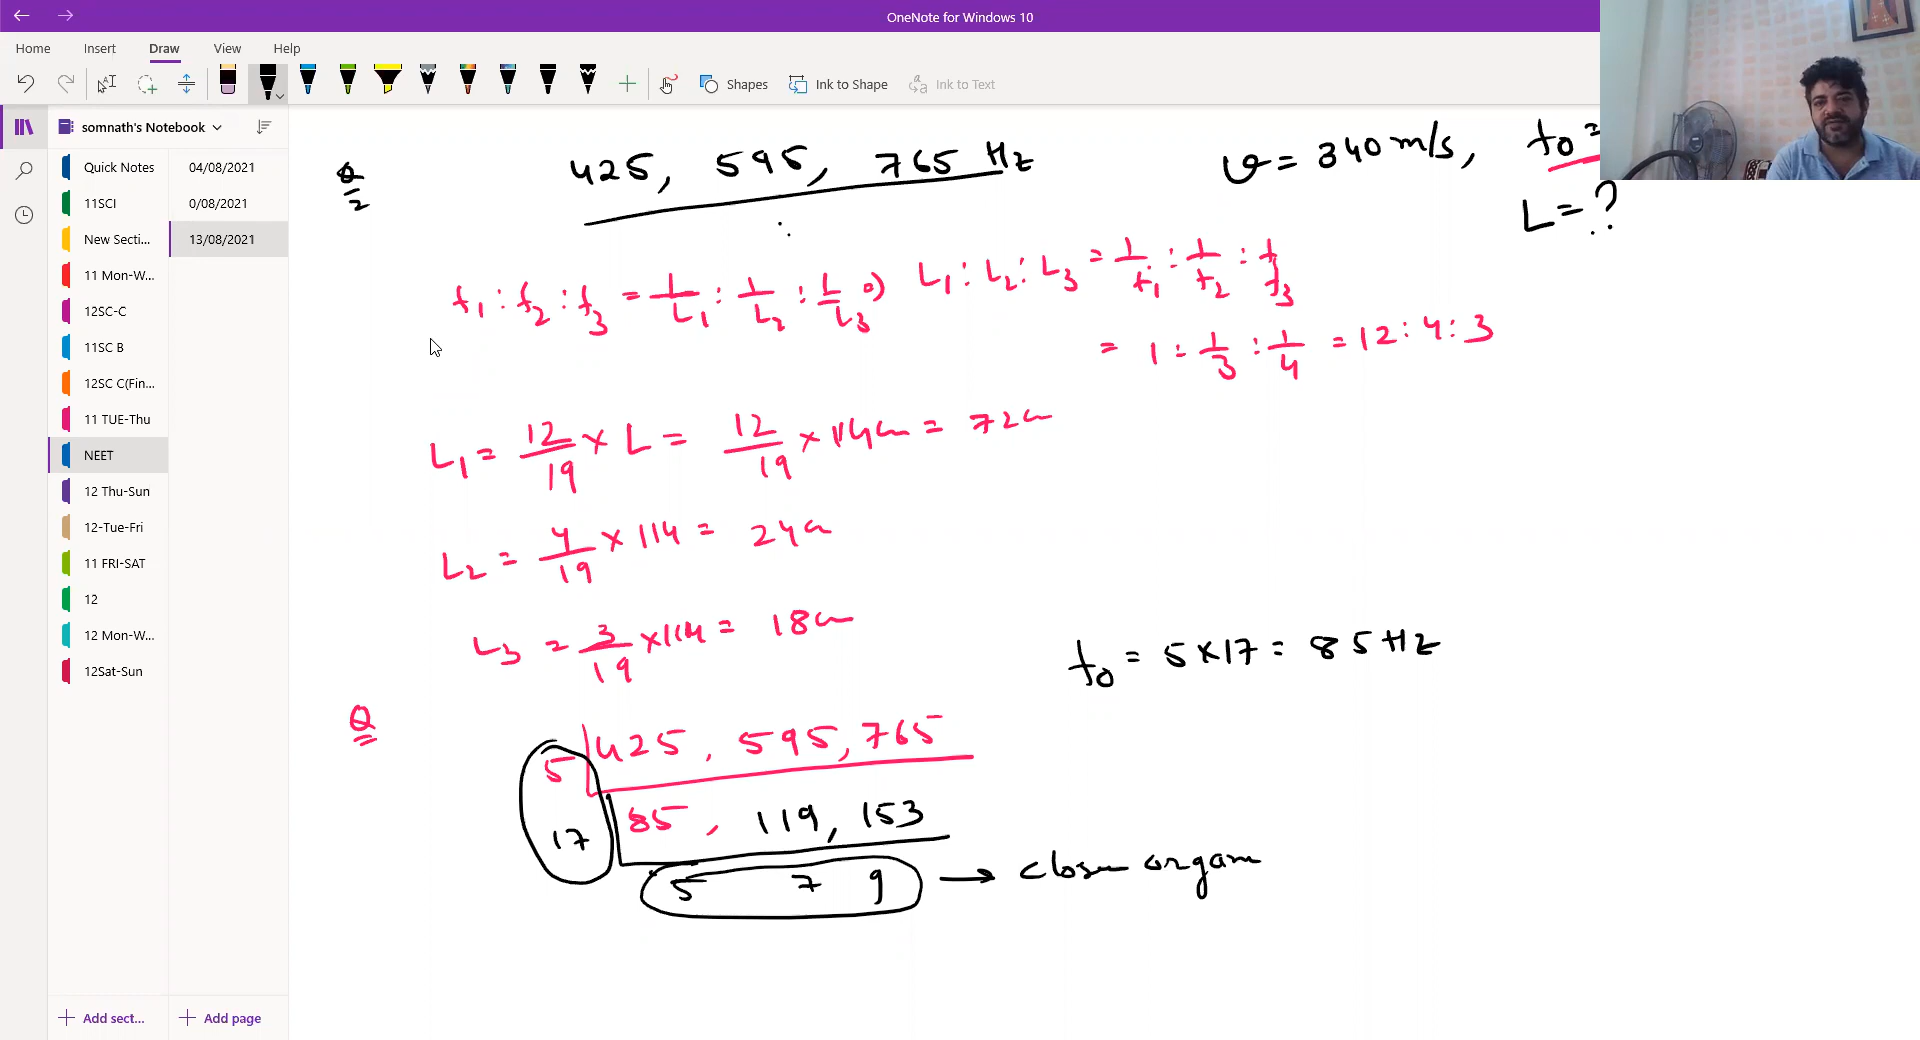 OneNote for Windows 10
Home Insert Draw View Help
Shapes Ink to Shape Ink to Text
somnath's Notebook
Quick Notes
11SCI
New Secti...
11 Mon-W...
12SC-C
11SC B
12SC C(Fin...
11 TUE-Thu
NEET
12 Thu-Sun
12-Tue-Fri
11 FRI-SAT
12
12 Mon-W...
12Sat-Sun
Add sect...
04/08/2021
0/08/2021
13/08/2021
Add page
Q 2 425, 595, 765 Hz v = 340 m/s, f0 =
L = ?
f1 : f2 : f3 = 1/L1 : 1/L2 : 1/L3 L1 : L2 : L3 = 1/f1 : 1/f2 : 1/f3
= 1 : 1/3 : 1/4 = 12 : 4 : 3
L1 = 12/19 × L = 12/19 × 114cm = 72cm
L2 = 4/19 × 114 = 24cm
L3 = 3/19 × 114 = 18cm
f0 = 5×17 = 85 Hz
Q
5 425, 595, 765
17 85, 119, 153
5 7 9 → organ